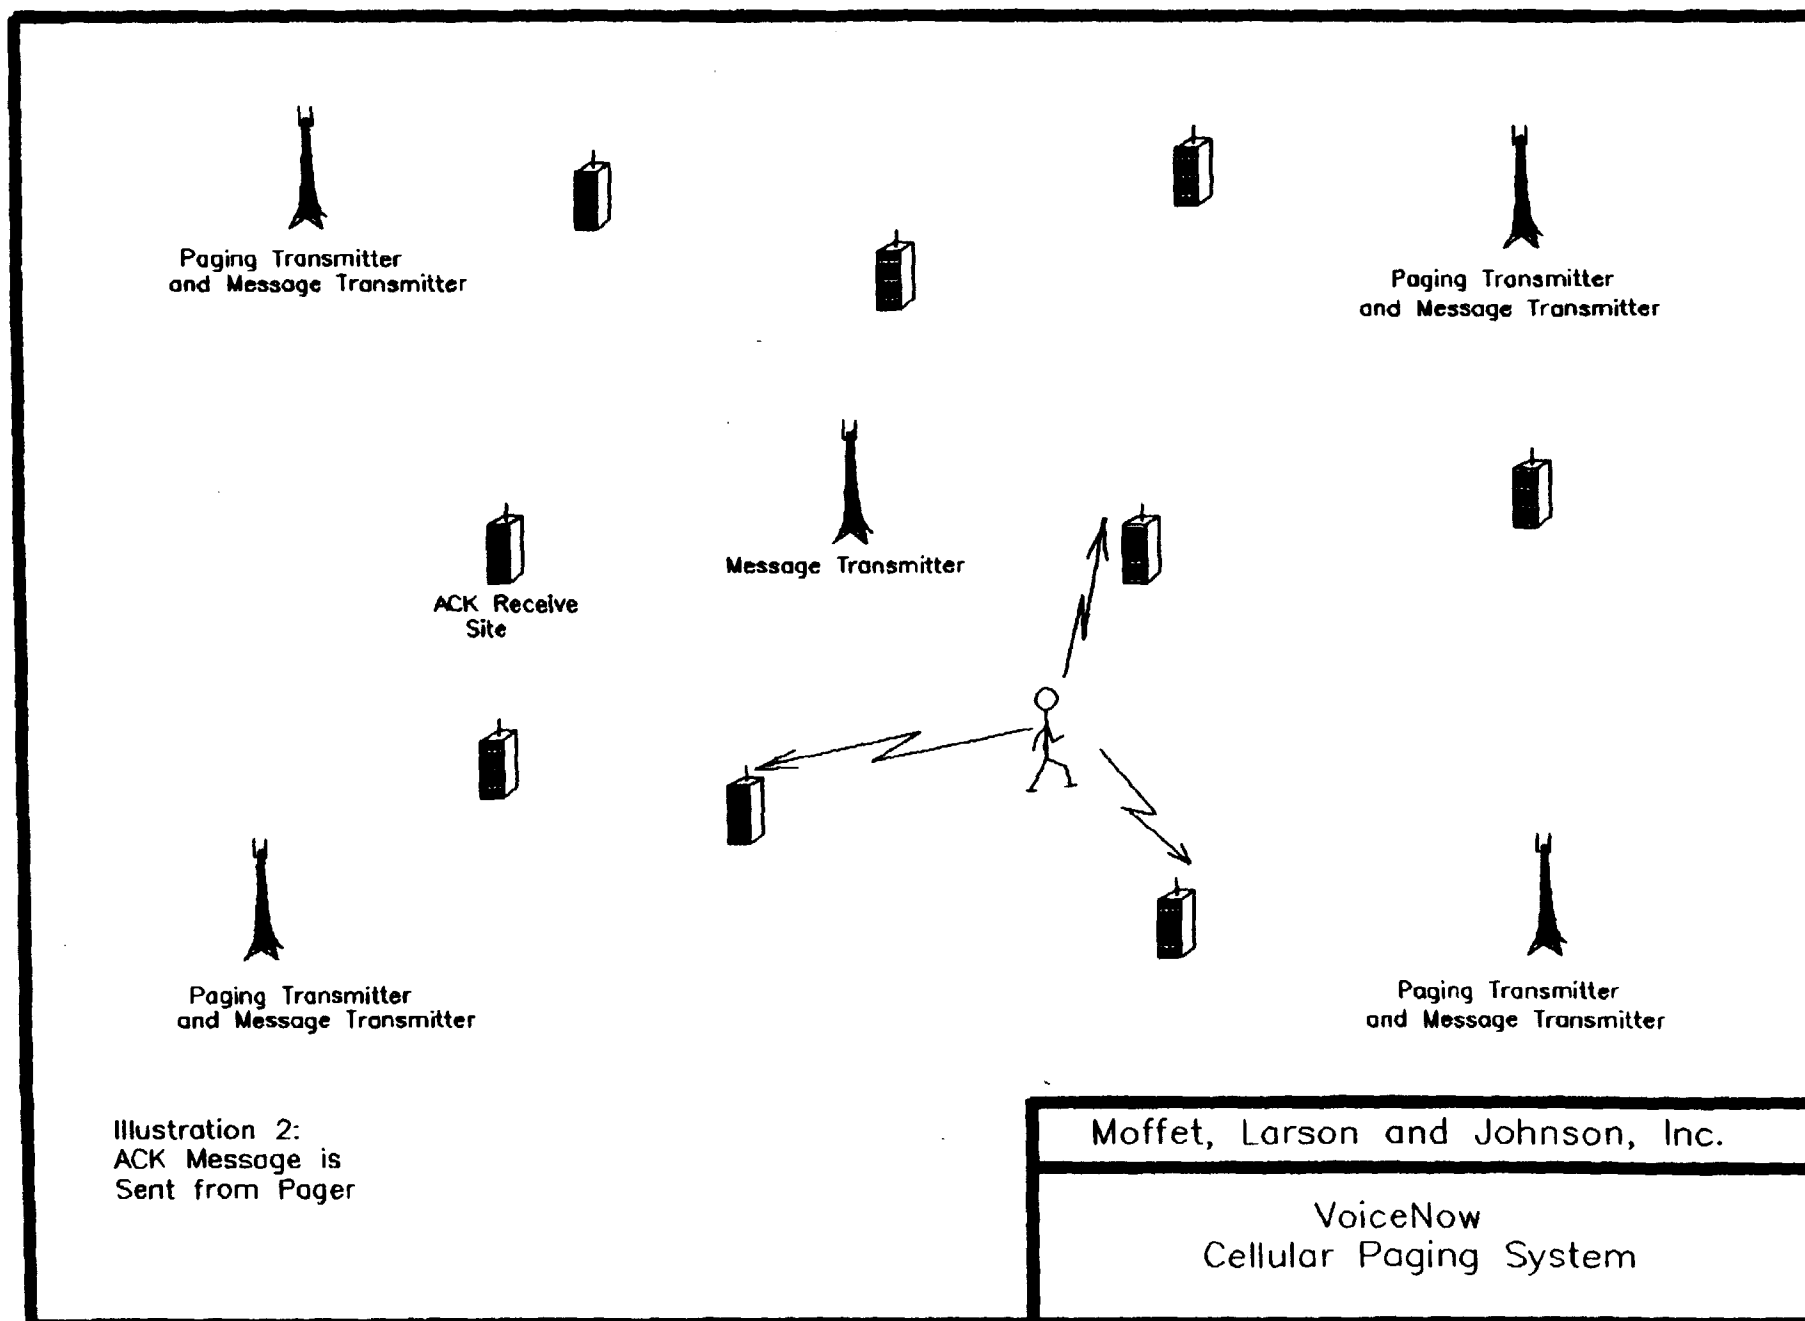 Paging Transmitter
and Message Transmitter
Paging Transmitter
and Message Transmitter
Message Transmitter
ACK Receive
Site
Paging Transmitter
and Message Transmitter
Paging Transmitter
and Message Transmitter
Illustration 2:
ACK Message is
Sent from Pager
Moffet, Larson and Johnson, Inc.
VoiceNow
Cellular Paging System